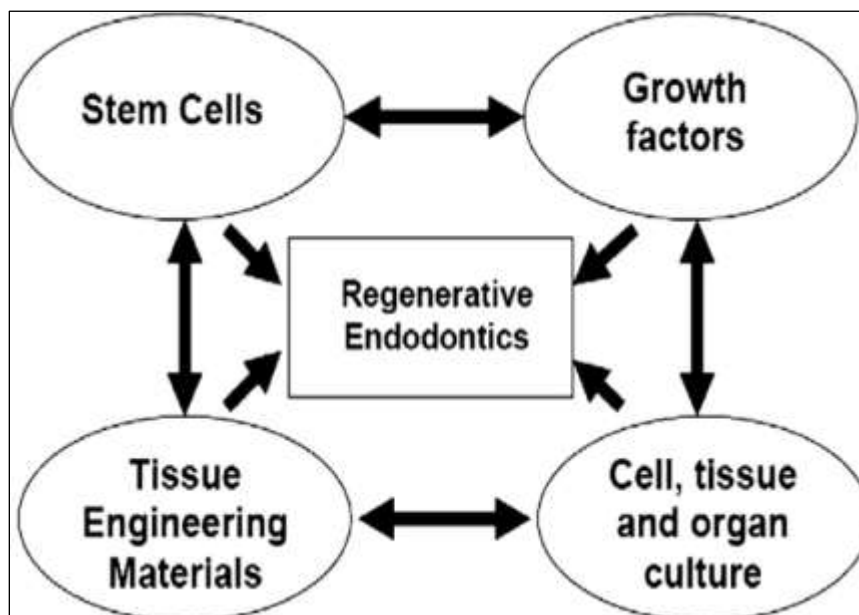 Stem Cells
Growth
factors
Regenerative
Endodontics
Tissue
Engineering
Materials
Cell, tissue
and organ
culture